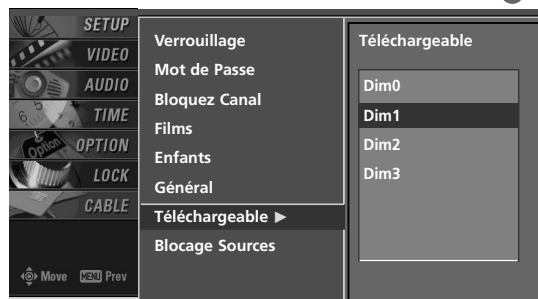 SETUP
VIDEO
AUDIO
TIME
OPTION
LOCK
CABLE
Move MENU Prev
Verrouillage
Mot de Passe
Bloquez Canal
Films
Enfants
Général
Téléchargeable ▶
Blocage Sources
Téléchargeable
Dim0
Dim1
Dim2
Dim3